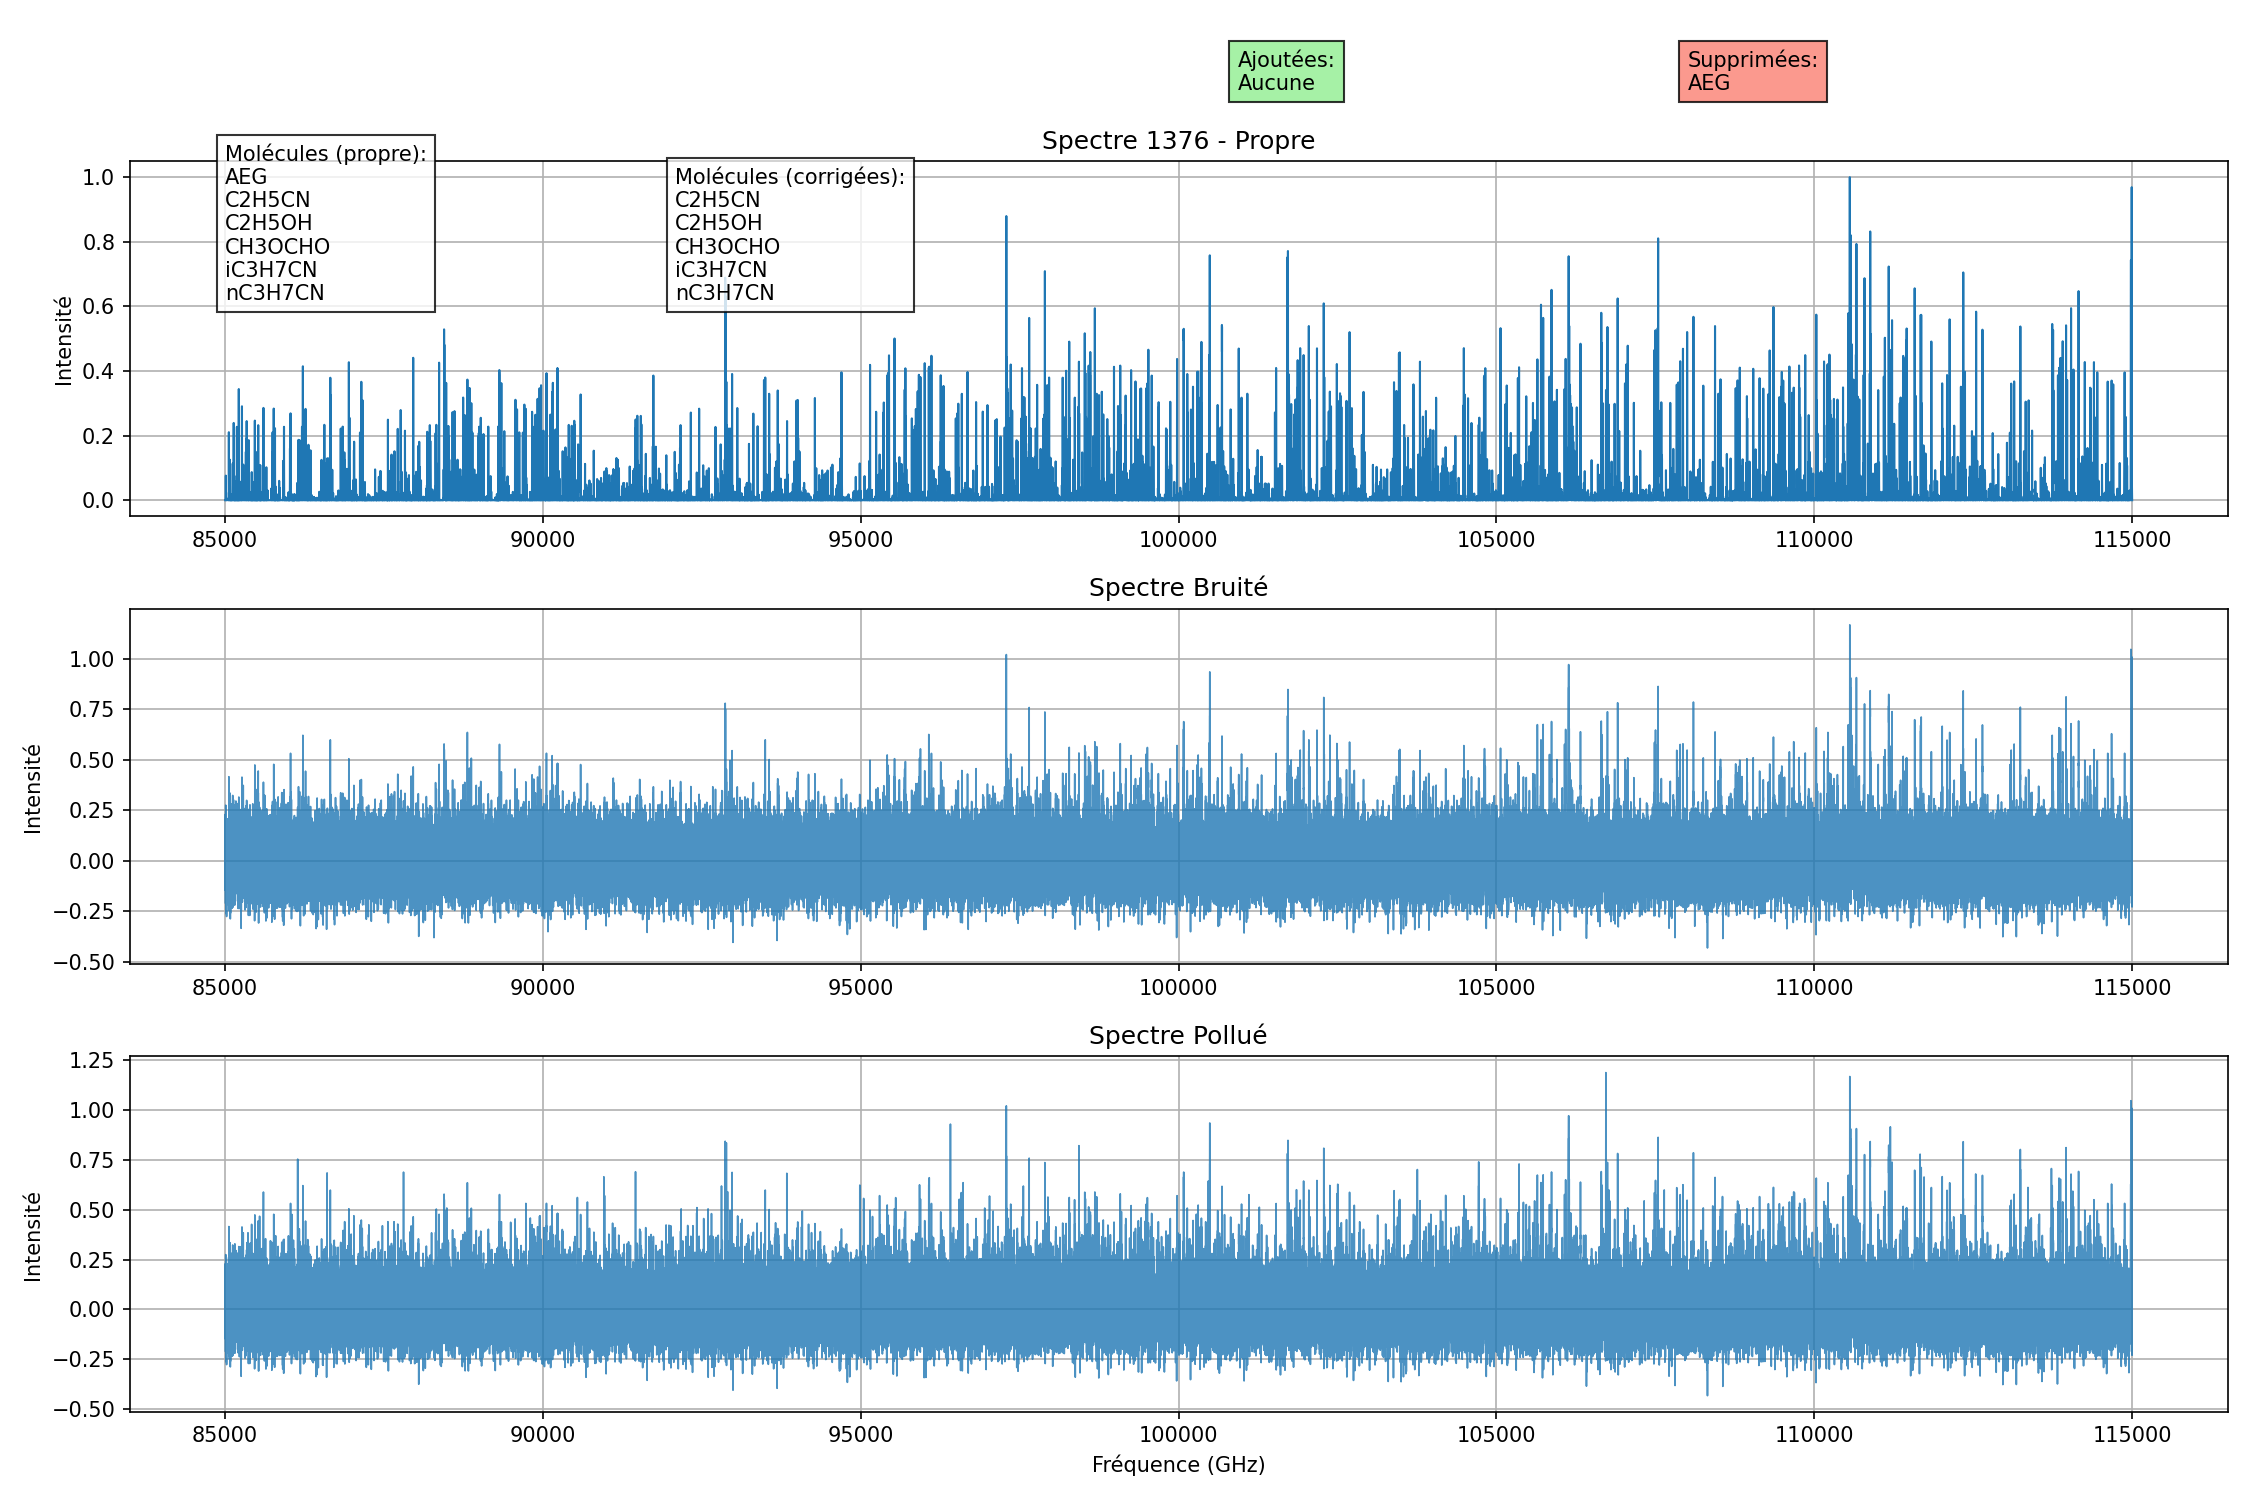 Ajoutées:
Aucune
Supprimées:
AEG
Spectre 1376 - Propre
Molécules (propre):
AEG
C2H5CN
C2H5OH
CH3OCHO
iC3H7CN
nC3H7CN
Molécules (corrigées):
C2H5CN
C2H5OH
CH3OCHO
iC3H7CN
nC3H7CN
Intensité
1.0
0.8
0.6
0.4
0.2
0.0
85000 90000 95000 100000 105000 110000 115000
Spectre Bruité
Intensité
1.00
0.75
0.50
0.25
0.00
−0.25
−0.50
85000 90000 95000 100000 105000 110000 115000
Spectre Pollué
Intensité
1.25
1.00
0.75
0.50
0.25
0.00
−0.25
−0.50
85000 90000 95000 100000 105000 110000 115000
Fréquence (GHz)